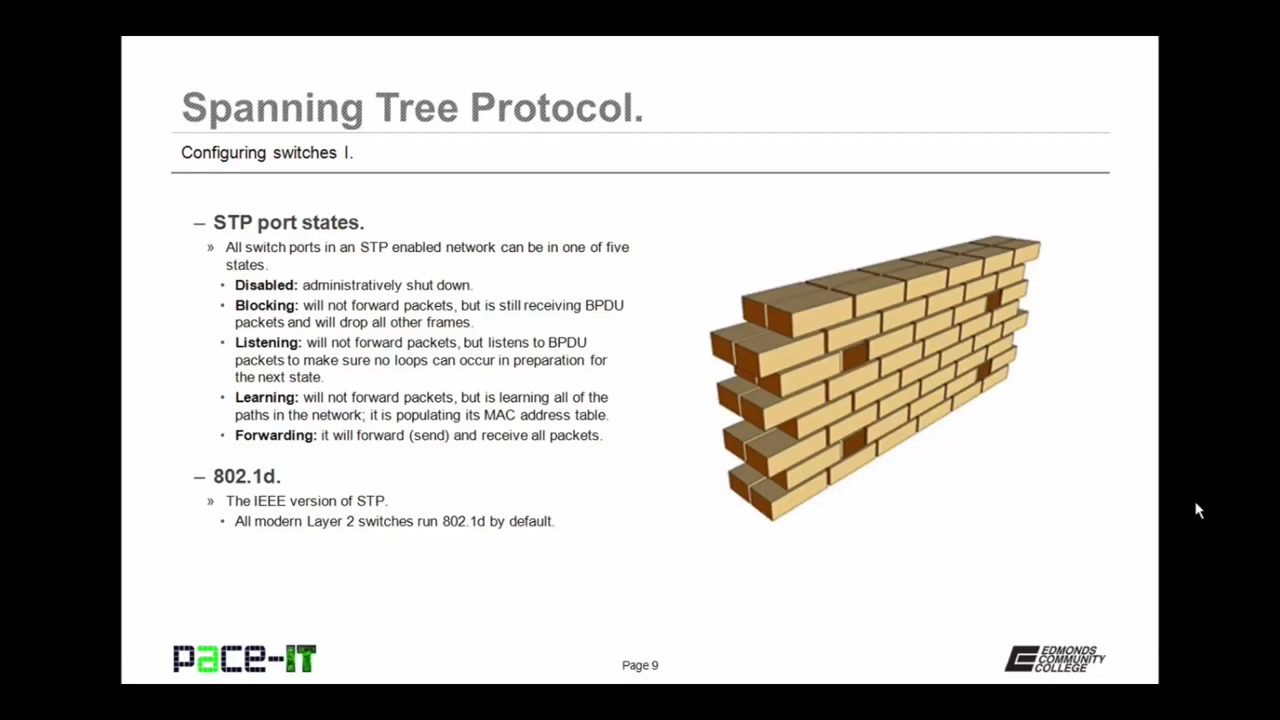 Spanning Tree Protocol.
Configuring switches I.
– STP port states.
» All switch ports in an STP enabled network can be in one of five
states.
• Disabled: administratively shut down.
• Blocking: will not forward packets, but is still receiving BPDU
packets and will drop all other frames.
• Listening: will not forward packets, but listens to BPDU
packets to make sure no loops can occur in preparation for
the next state.
• Learning: will not forward packets, but is learning all of the
paths in the network; it is populating its MAC address table.
• Forwarding: it will forward (send) and receive all packets.
– 802.1d.
» The IEEE version of STP.
• All modern Layer 2 switches run 802.1d by default.
pace-IT
Page 9
EDMONDS
COMMUNITY
COLLEGE